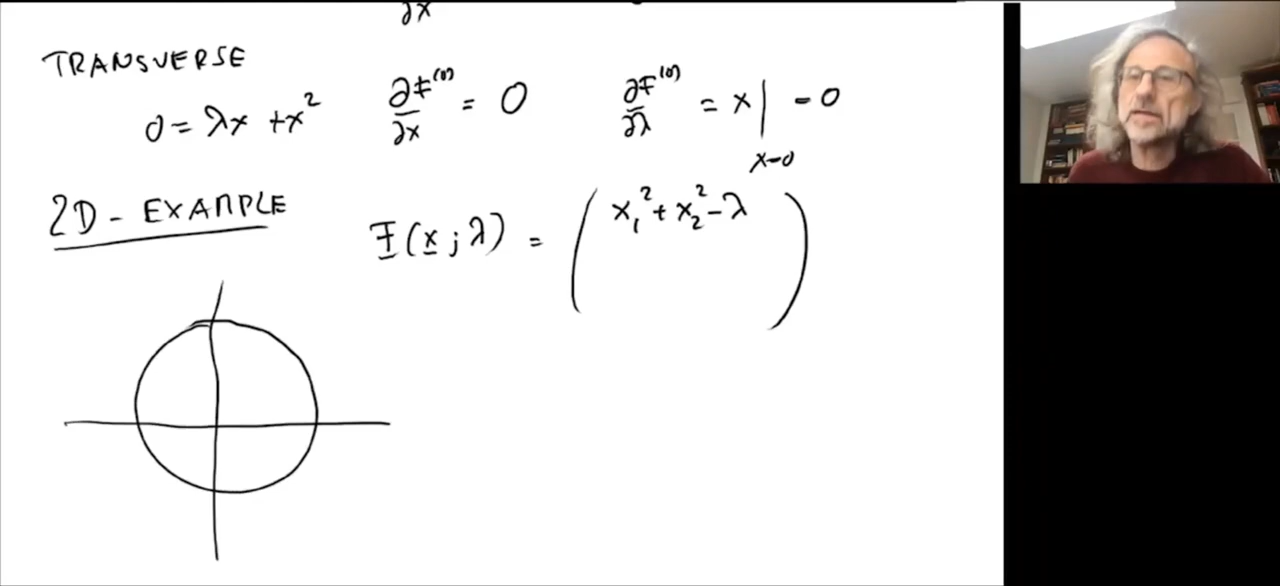 ∂x
TRANSVERSE
0 = λx + x² ∂F⁽⁰⁾/∂x = 0 ∂F⁽⁰⁾/∂λ = x |ₓ₌₀ = 0
2D - EXAMPLE
F(x; λ) = ( x₁² + x₂² - λ )